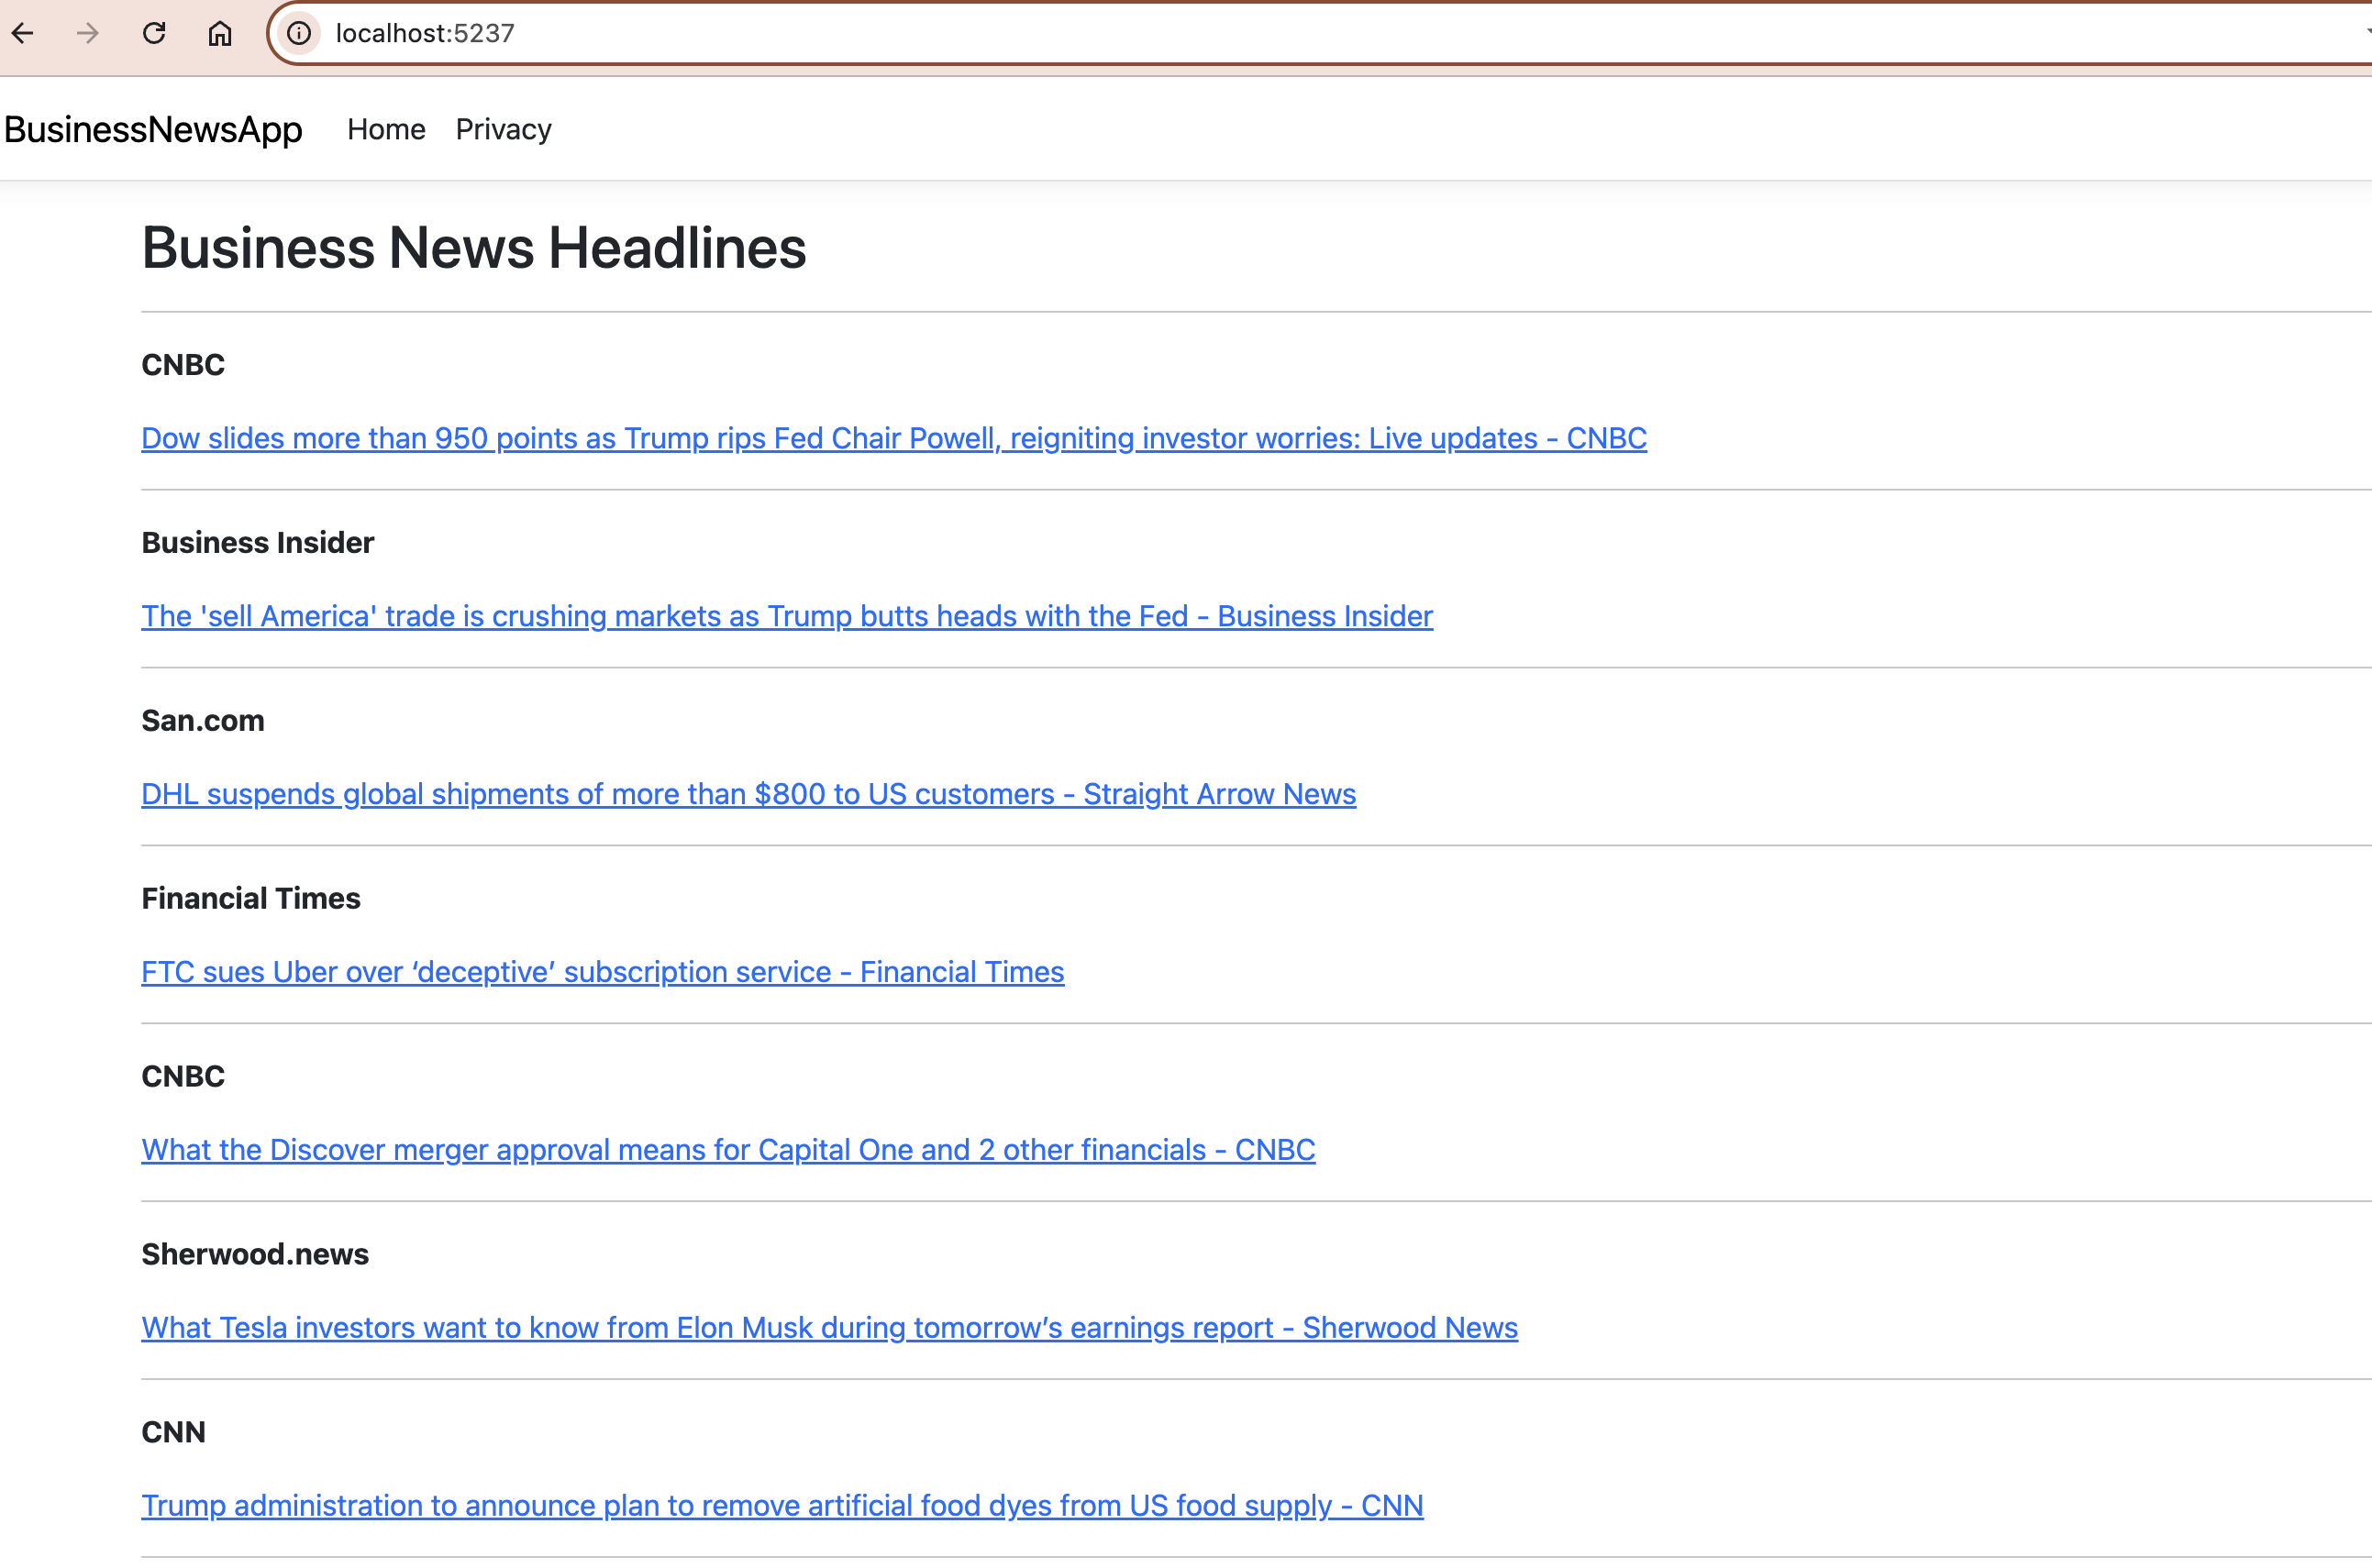 localhost:5237
BusinessNewsApp Home Privacy
Business News Headlines
CNBC
Dow slides more than 950 points as Trump rips Fed Chair Powell, reigniting investor worries: Live updates - CNBC
Business Insider
The 'sell America' trade is crushing markets as Trump butts heads with the Fed - Business Insider
San.com
DHL suspends global shipments of more than $800 to US customers - Straight Arrow News
Financial Times
FTC sues Uber over ‘deceptive’ subscription service - Financial Times
CNBC
What the Discover merger approval means for Capital One and 2 other financials - CNBC
Sherwood.news
What Tesla investors want to know from Elon Musk during tomorrow’s earnings report - Sherwood News
CNN
Trump administration to announce plan to remove artificial food dyes from US food supply - CNN